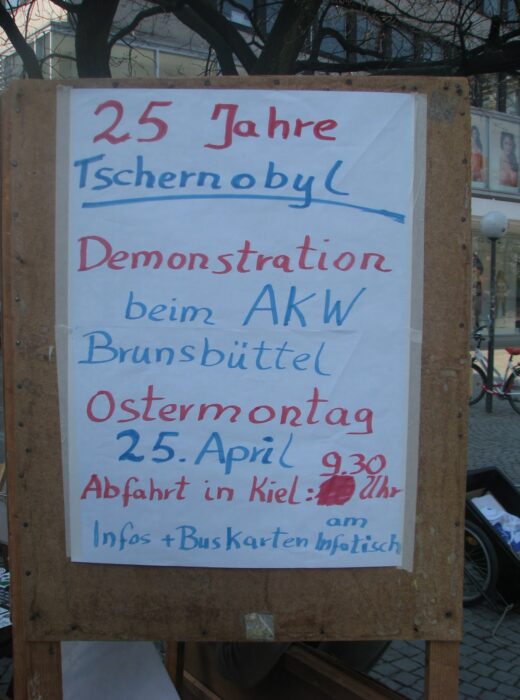 25 Jahre
Tschernobyl
Demonstration
beim AKW
Brunsbüttel
Ostermontag
25. April
Abfahrt in Kiel: 9.30 Uhr
Infos + Buskarten am Infotisch